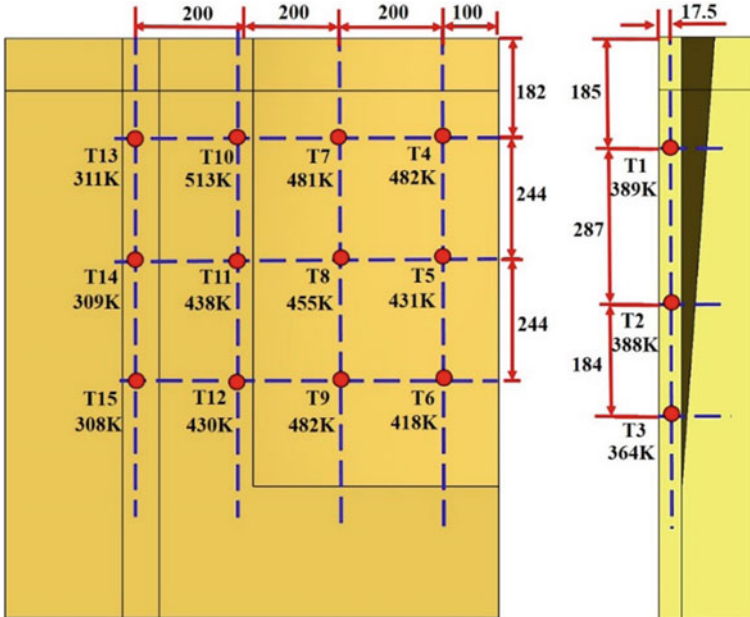 200 200 200 100 17.5
182 185
T13 T10 T7 T4
311K 513K 481K 482K
T1
389K
244 287
T14 T11 T8 T5
309K 438K 455K 431K
T2
388K
244 184
T15 T12 T9 T6
308K 430K 482K 418K
T3
364K